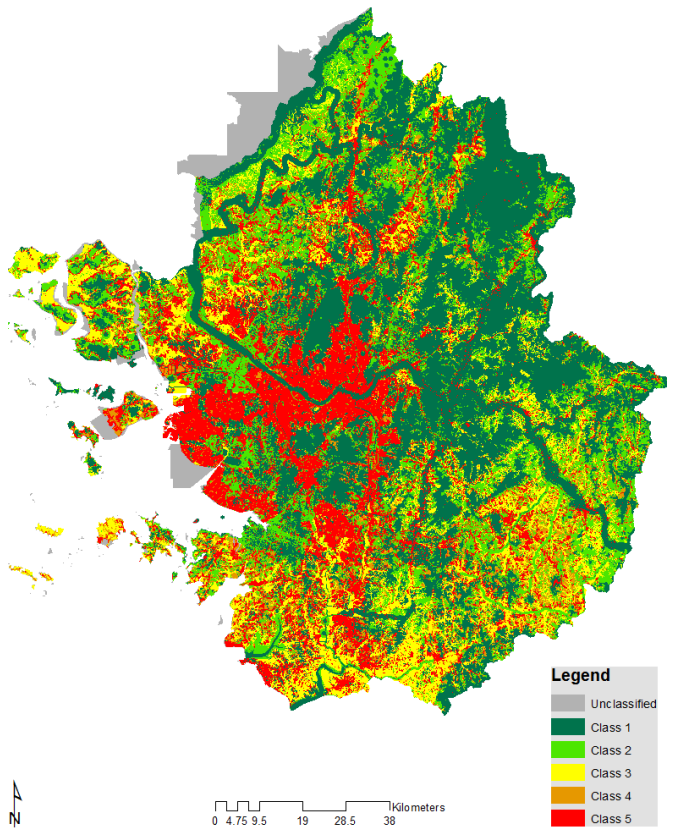 Legend
Unclassified
Class 1
Class 2
Class 3
Class 4
Class 5
N
Kilometers
0 4.75 9.5 19 28.5 38